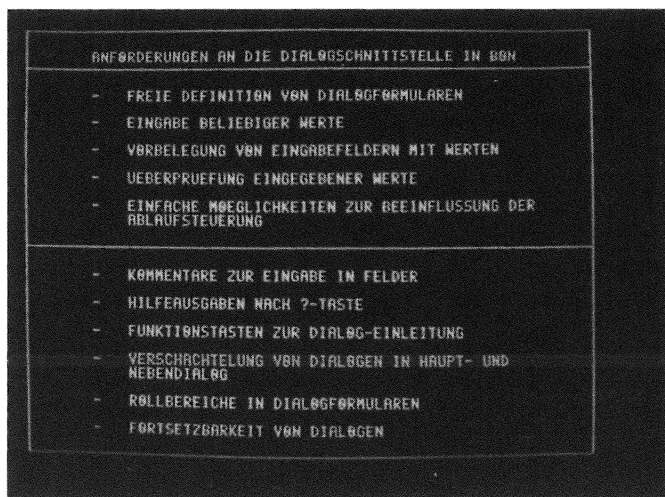 ANFORDERUNGEN AN DIE DIALOGSCHNITTSTELLE IN BON
- FREIE DEFINITION VON DIALOGFORMULAREN
- EINGABE BELIEBIGER WERTE
- VORBELEGUNG VON EINGABEFELDERN MIT WERTEN
- UEBERPRUEFUNG EINGEGEBENER WERTE
- EINFACHE MOEGLICHKEITEN ZUR BEEINFLUSSUNG DER
ABLAUFSTEUERUNG
- KOMMENTARE ZUR EINGABE IN FELDER
- HILFEAUSGABEN NACH ?-TASTE
- FUNKTIONSTASTEN ZUR DIALOG-EINLEITUNG
- VERSCHACHTELUNG VON DIALOGEN IN HAUPT- UND
NEBENDIALOG
- ROLLBEREICHE IN DIALOGFORMULAREN
- FORTSETZBARKEIT VON DIALOGEN